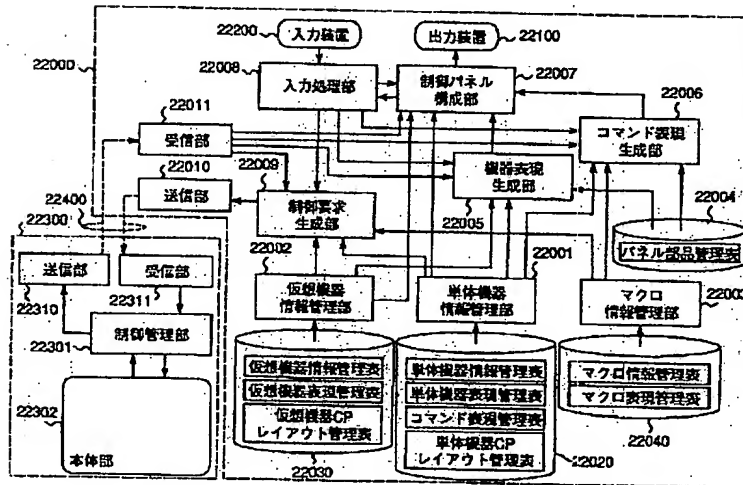 22200
入力装置
出力装置
22100
22000
22008
入力処理部
制御パネル
構成部
22007
22006
コマンド表現
生成部
22011
受信部
22010
送信部
22009
制御要求
生成部
機器表現
生成部
22005
22004
パネル部品管理表
22400
22300
22002
仮想機器
情報管理部
22001
単体機器
情報管理部
マクロ
情報管理部
22003
送信部
22310
受信部
22311
制御管理部
22301
22302
本体部
仮想機器情報管理表
仮想機器表現管理表
仮想機器CP
レイアウト管理表
22030
単体機器情報管理表
単体機器表現管理表
コマンド表現管理表
単体機器CP
レイアウト管理表
22020
マクロ情報管理表
マクロ表現管理表
22040